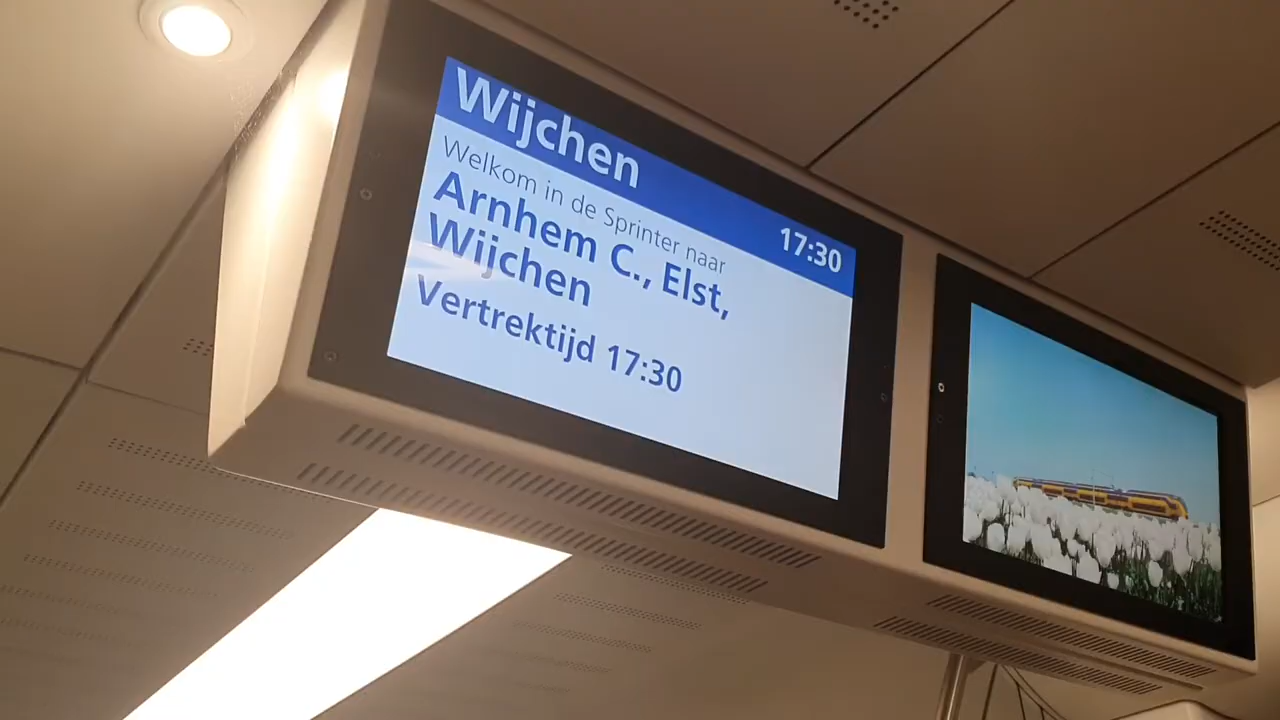 Wijchen
17:30
Welkom in de Sprinter naar
Arnhem C., Elst,
Wijchen
Vertrektijd 17:30